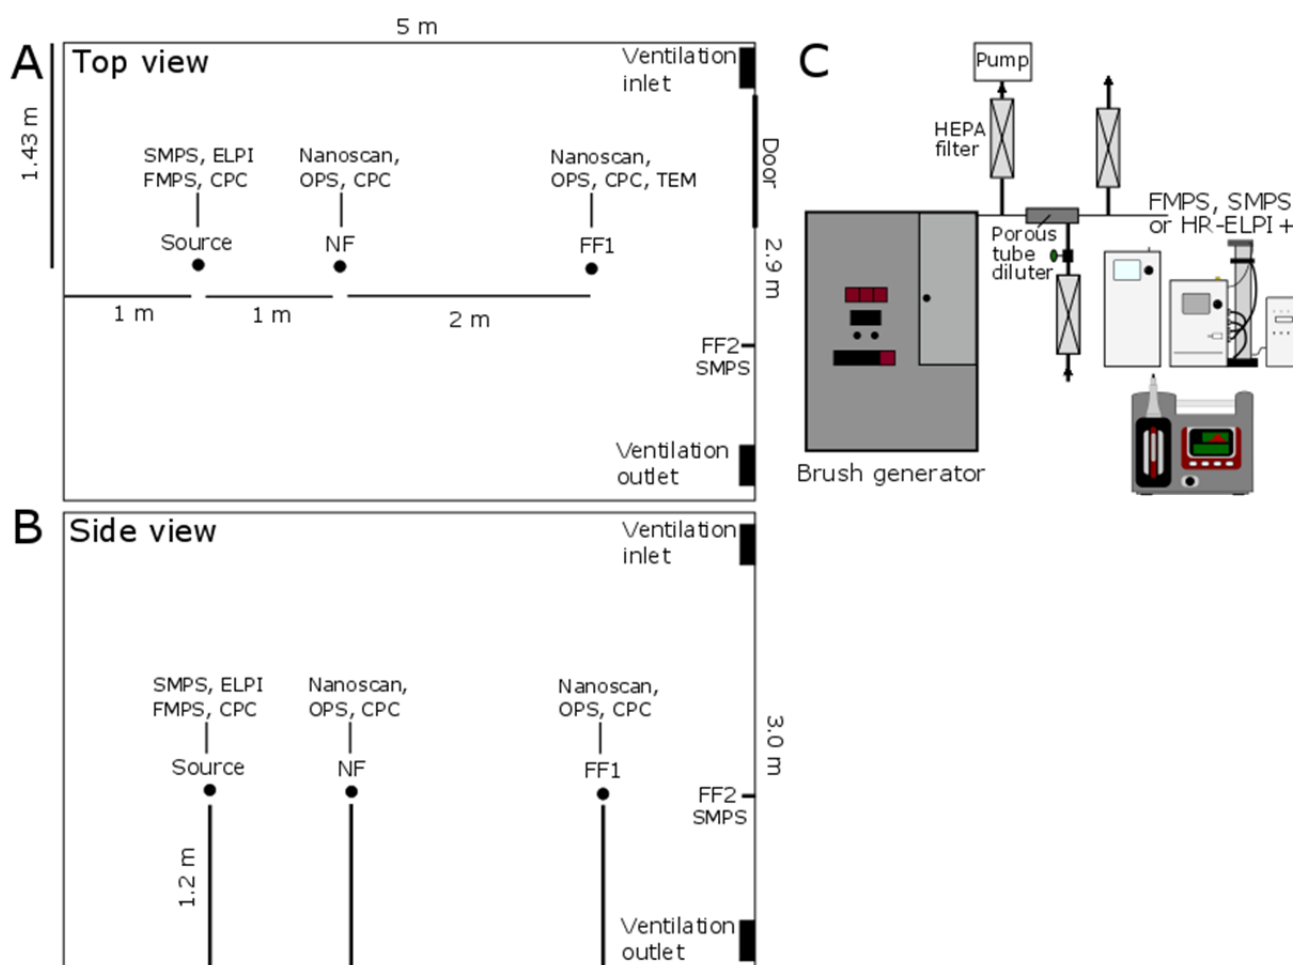 5 m
A
Top view
Ventilation
inlet
1.43 m
Door
SMPS, ELPI
FMPS, CPC
Nanoscan,
OPS, CPC
Nanoscan,
OPS, CPC, TEM
Source
NF
FF1
2.9 m
1 m
1 m
2 m
FF2
SMPS
Ventilation
outlet
B
Side view
Ventilation
inlet
SMPS, ELPI
FMPS, CPC
Nanoscan,
OPS, CPC
Nanoscan,
OPS, CPC
Source
NF
FF1
3.0 m
FF2
SMPS
1.2 m
Ventilation
outlet
C
Pump
HEPA
filter
FMPS, SMPS
or HR-ELPI +
Porous
tube
diluter
Brush generator